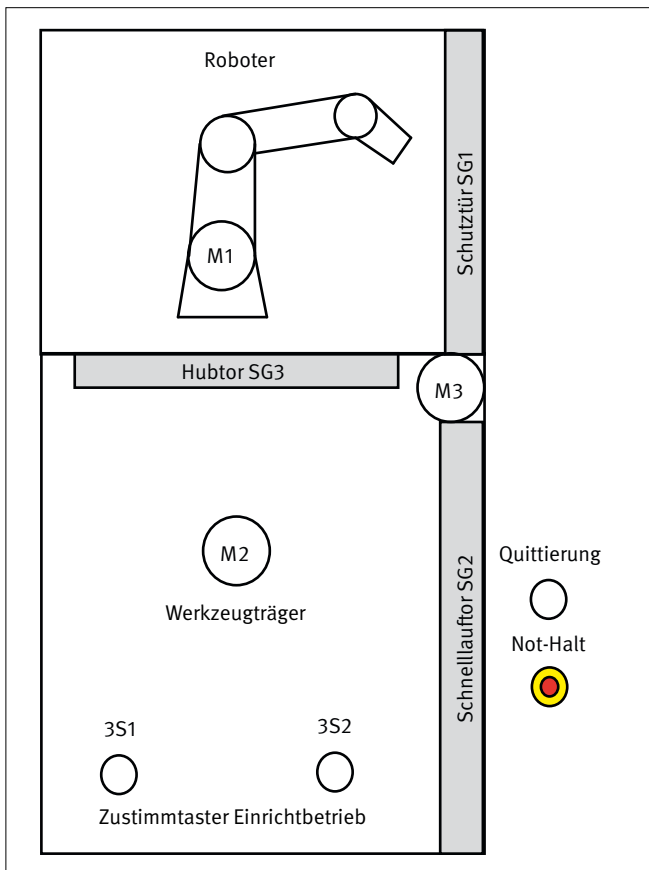 Roboter
M1
Schutztür SG1
Hubtor SG3
M3
M2
Werkzeugträger
Schnelllauftor SG2
Quittierung
Not-Halt
3S1
3S2
Zustimmtaster Einrichtbetrieb